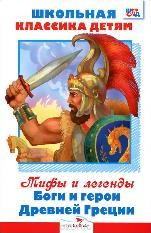 ШКОЛЬНАЯ
КЛАССИКА ДЕТЯМ
Мифы и легенды
Боги и герои
Древней Греции